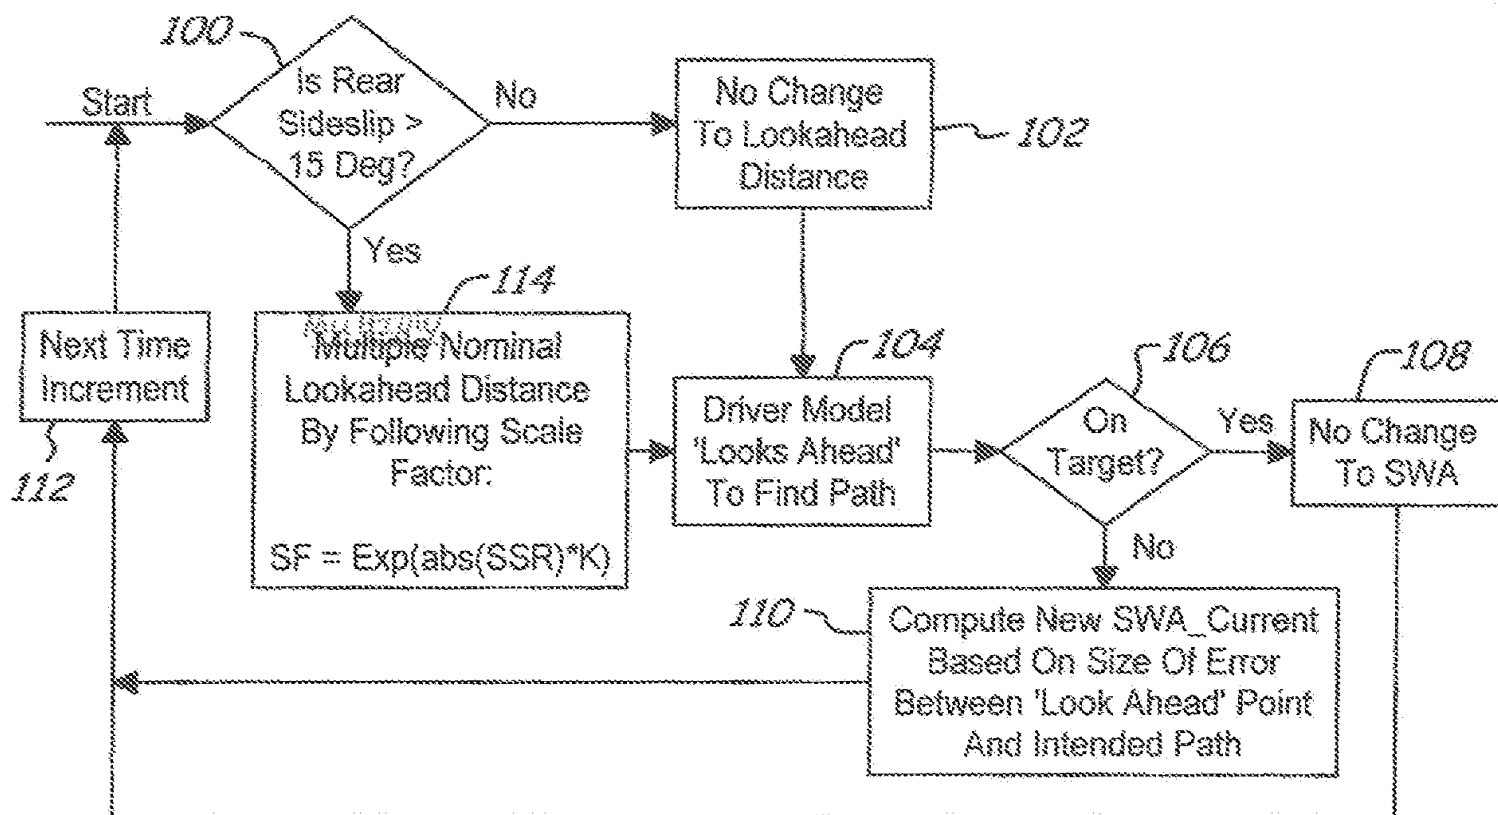 100
Is Rear
Sideslip >
15 Deg?
Start
No
Yes
No Change
To Lookahead
Distance
102
114
Multiply
Multiple Nominal
Lookahead Distance
By Following Scale
Factor:
SF = Exp(abs(SSR)*K)
Next Time
Increment
112
104
Driver Model
'Looks Ahead'
To Find Path
106
On
Target?
Yes
No
108
No Change
To SWA
110
Compute New SWA_Current
Based On Size Of Error
Between 'Look Ahead' Point
And Intended Path